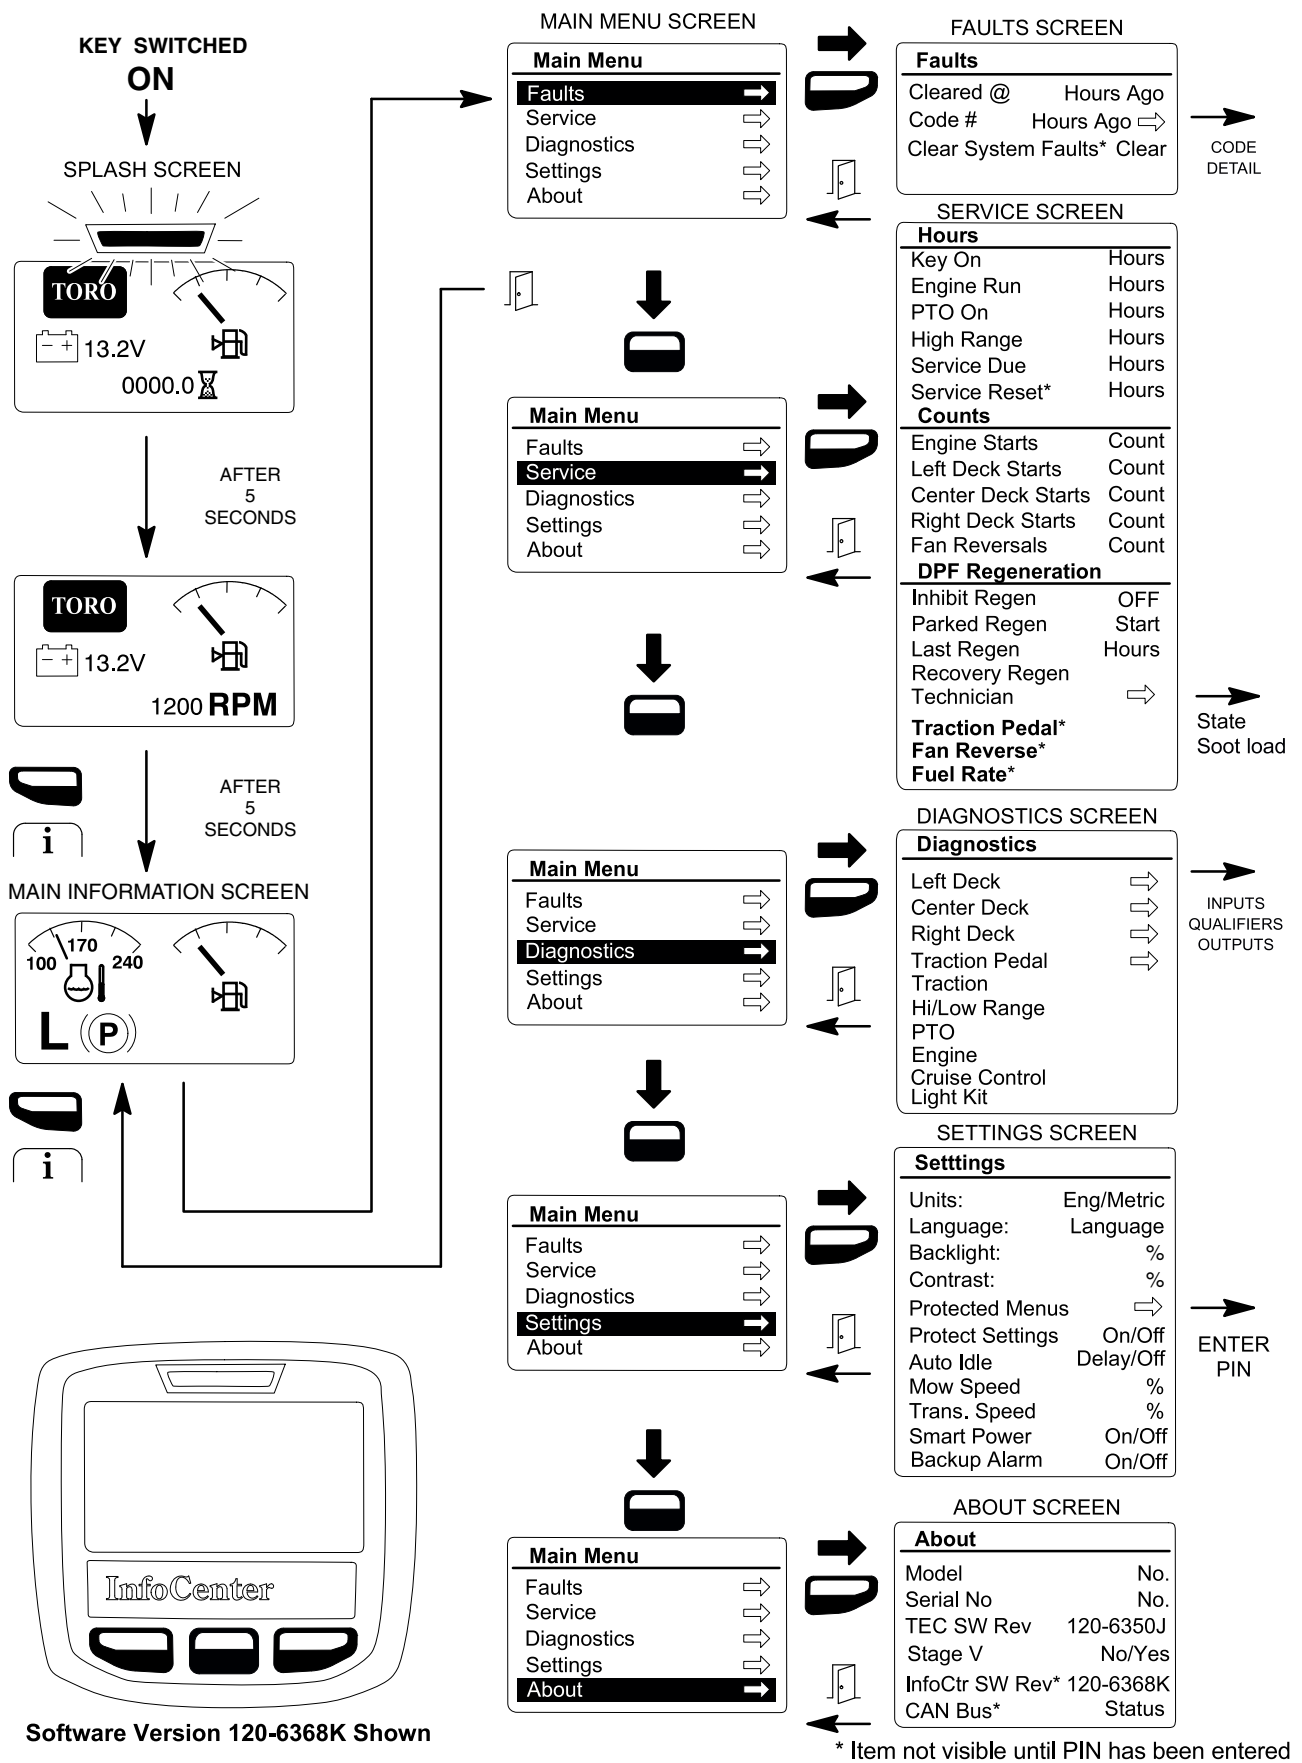 KEY SWITCHED
ON
SPLASH SCREEN
TORO
- +
13.2V
0000.0
AFTER
5
SECONDS
TORO
- +
13.2V
1200 RPM
AFTER
5
SECONDS
i
MAIN INFORMATION SCREEN
100
170
240
L
P
i
InfoCenter
Software Version 120-6368K Shown
MAIN MENU SCREEN
Main Menu
Faults
Service
Diagnostics
Settings
About
Main Menu
Faults
Service
Diagnostics
Settings
About
Main Menu
Faults
Service
Diagnostics
Settings
About
Main Menu
Faults
Service
Diagnostics
Settings
About
Main Menu
Faults
Service
Diagnostics
Settings
About
FAULTS SCREEN
Faults
Cleared @ Hours Ago
Code # Hours Ago
Clear System Faults* Clear
CODE
DETAIL
SERVICE SCREEN
Hours
Key On Hours
Engine Run Hours
PTO On Hours
High Range Hours
Service Due Hours
Service Reset* Hours
Counts
Engine Starts Count
Left Deck Starts Count
Center Deck Starts Count
Right Deck Starts Count
Fan Reversals Count
DPF Regeneration
Inhibit Regen OFF
Parked Regen Start
Last Regen Hours
Recovery Regen
Technician
Traction Pedal*
Fan Reverse*
Fuel Rate*
State
Soot load
DIAGNOSTICS SCREEN
Diagnostics
Left Deck
Center Deck
Right Deck
Traction Pedal
Traction
Hi/Low Range
PTO
Engine
Cruise Control
Light Kit
INPUTS
QUALIFIERS
OUTPUTS
SETTINGS SCREEN
Setttings
Units: Eng/Metric
Language: Language
Backlight: %
Contrast: %
Protected Menus
Protect Settings On/Off
Auto Idle Delay/Off
Mow Speed %
Trans. Speed %
Smart Power On/Off
Backup Alarm On/Off
ENTER
PIN
ABOUT SCREEN
About
Model No.
Serial No No.
TEC SW Rev 120-6350J
Stage V No/Yes
InfoCtr SW Rev* 120-6368K
CAN Bus* Status
* Item not visible until PIN has been entered